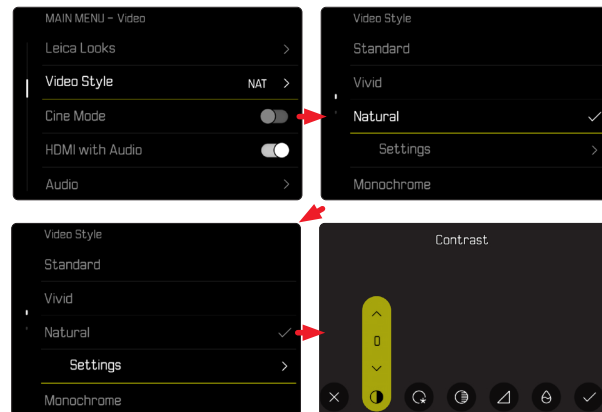 MAIN MENU - Video
Leica Looks
Video Style NAT
Cine Mode
HDMI with Audio
Audio
Video Style
Standard
Vivid
Natural
Settings
Monochrome
Video Style
Standard
Vivid
Natural
Settings
Monochrome
Contrast
0